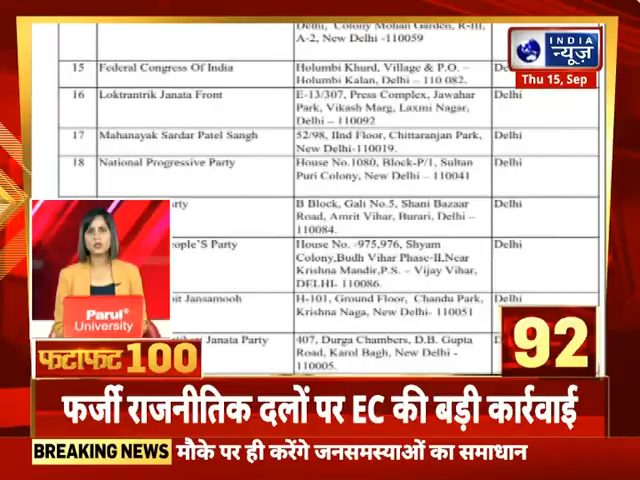 Delhi, Colony Mohan Garden, R-III,
A-2, New Delhi -110059
15 Federal Congress Of India Holumbi Khurd, Village & P.O. –
Holumbi Kalan, Delhi – 110 082.
16 Loktrantrik Janata Front E-13/307, Press Complex, Jawahar Delhi
Park, Vikash Marg, Laxmi Nagar,
Delhi – 110092
17 Mahanayak Sardar Patel Sangh 52/98, IInd Floor, Chittaranjan Park, Delhi
New Delhi-110019.
18 National Progressive Party House No.1080, Block-P/1, Sultan Delhi
Puri Colony, New Delhi – 110041
B Block, Gali No.5, Shani Bazaar Delhi
Road, Amrit Vihar, Burari, Delhi –
110084.
eople'S Party House No. -975,976, Shyam Delhi
Colony,Budh Vihar Phase-II,Near
Krishna Mandir,P.S. – Vijay Vihar,
DELHI- 110086.
Jansamooh H-101, Ground Floor, Chandu Park, Delhi
Krishna Naga, New Delhi- 110051
Janata Party 407, Durga Chambers, D.B. Gupta
Road, Karol Bagh, New Delhi -
110005.
INDIA
न्यूज़
Thu 15, Sep
Parul®
University
फटाफट 100
92
फर्जी राजनीतिक दलों पर EC की बड़ी कार्रवाई
BREAKING NEWS मौके पर ही करेंगे जनसमस्याओं का समाधान